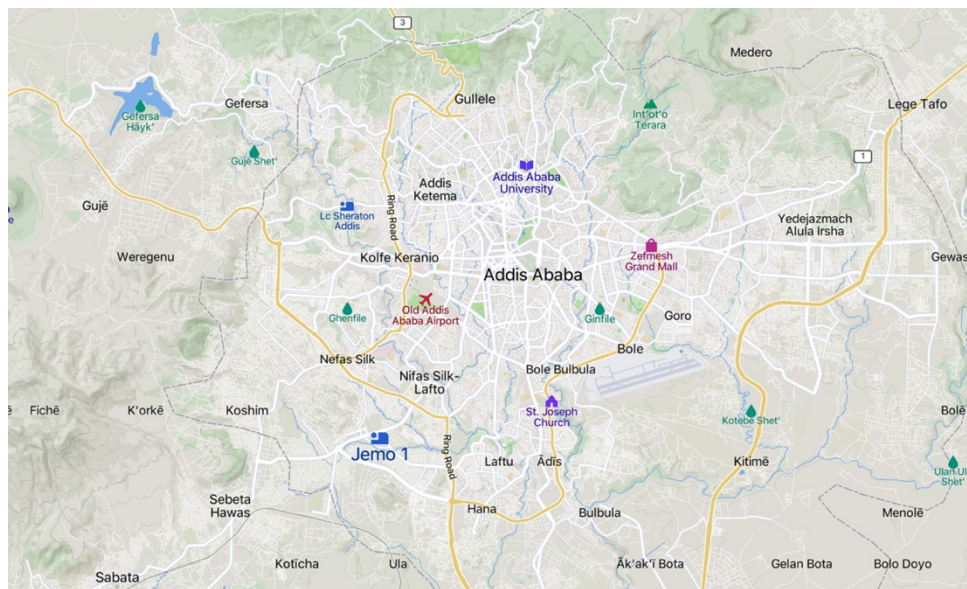 3
Medero
Gefersa
Gullele
Lege Tafo
Gefersa
Hāyk’
Int’ot’o
Terara
1
Gujē Shet’
Addis Ababa
University
Addis
Ketema
Gujē
Lc Sheraton
Addis
Ring Road
Yedejazmach
Alula Irsha
Weregenu
Kolfe Keranio
Zefmesh
Grand Mall
Gewas
Addis Ababa
Ghenfile
Old Addis
Ababa Airport
Ginfile
Goro
Nefas Silk
Bole
Nifas Silk-
Lafto
Bole Bulbula
Fichē
K’orkē
Koshim
St. Joseph
Church
Kotebe Shet’
Bolē
Jemo 1
Ring Road
Laftu
Ādīs
Kitimē
Ulan Ul
Shet’
Sebeta
Hawas
Hana
Bulbula
Menolē
Kotīcha
Ula
Āk’ak’ī Bota
Gelan Bota
Bolo Doyo
Sabata